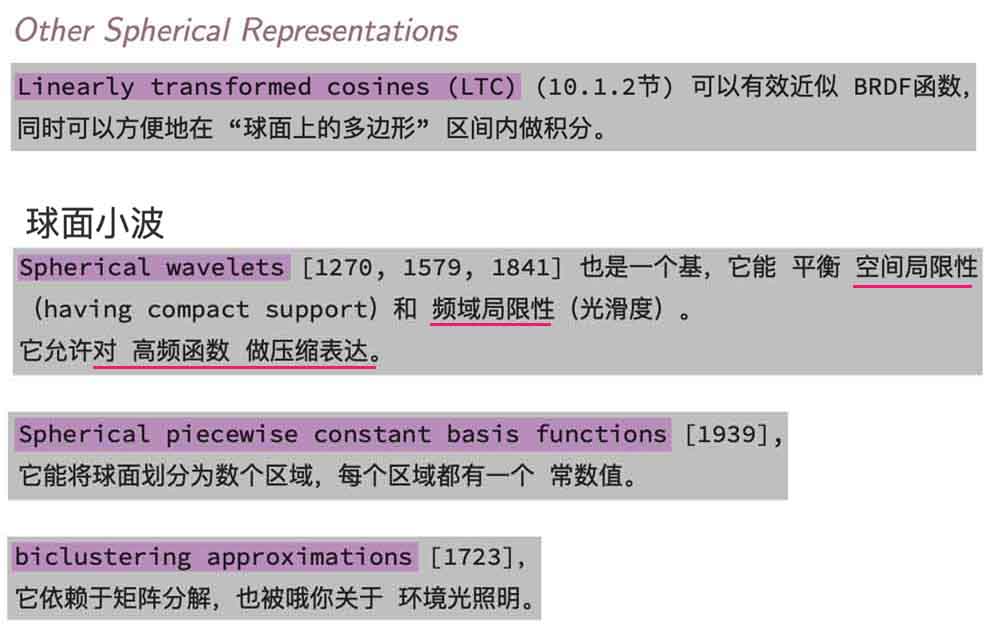 Other Spherical Representations
Linearly transformed cosines (LTC) (10.1.2节) 可以有效近似 BRDF函数,
同时可以方便地在 “球面上的多边形” 区间内做积分。
球面小波
Spherical wavelets [1270, 1579, 1841] 也是一个基, 它能 平衡 空间局限性
(having compact support) 和 频域局限性 (光滑度) 。
它允许对 高频函数 做压缩表达。
Spherical piecewise constant basis functions [1939],
它能将球面划分为数个区域, 每个区域都有一个 常数值。
biclustering approximations [1723],
它依赖于矩阵分解, 也被哦你关于 环境光照明。